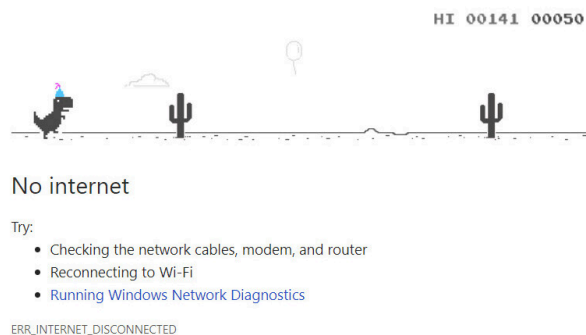 HI 00141 00050
No internet
Try:
Checking the network cables, modem, and router
Reconnecting to Wi-Fi
Running Windows Network Diagnostics
ERR_INTERNET_DISCONNECTED